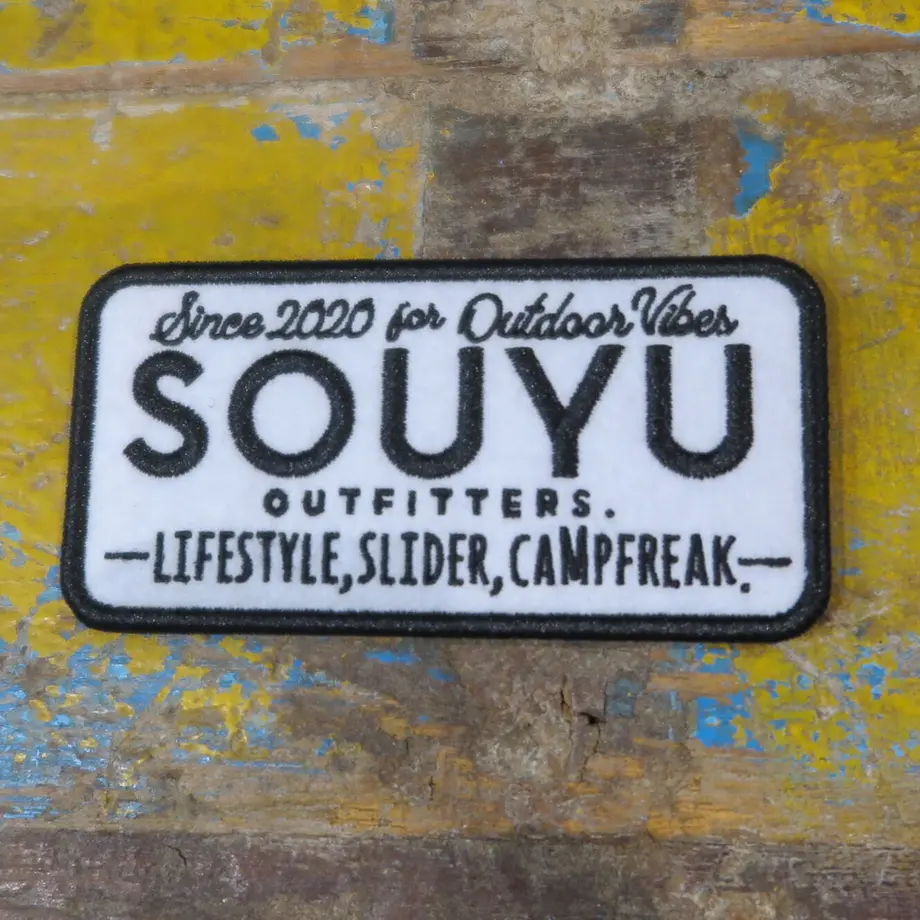 Since 2020 for Outdoor Vibes
SOUYU
OUTFITTERS.
—LIFESTYLE,SLIDER,CAMPFREAK.—